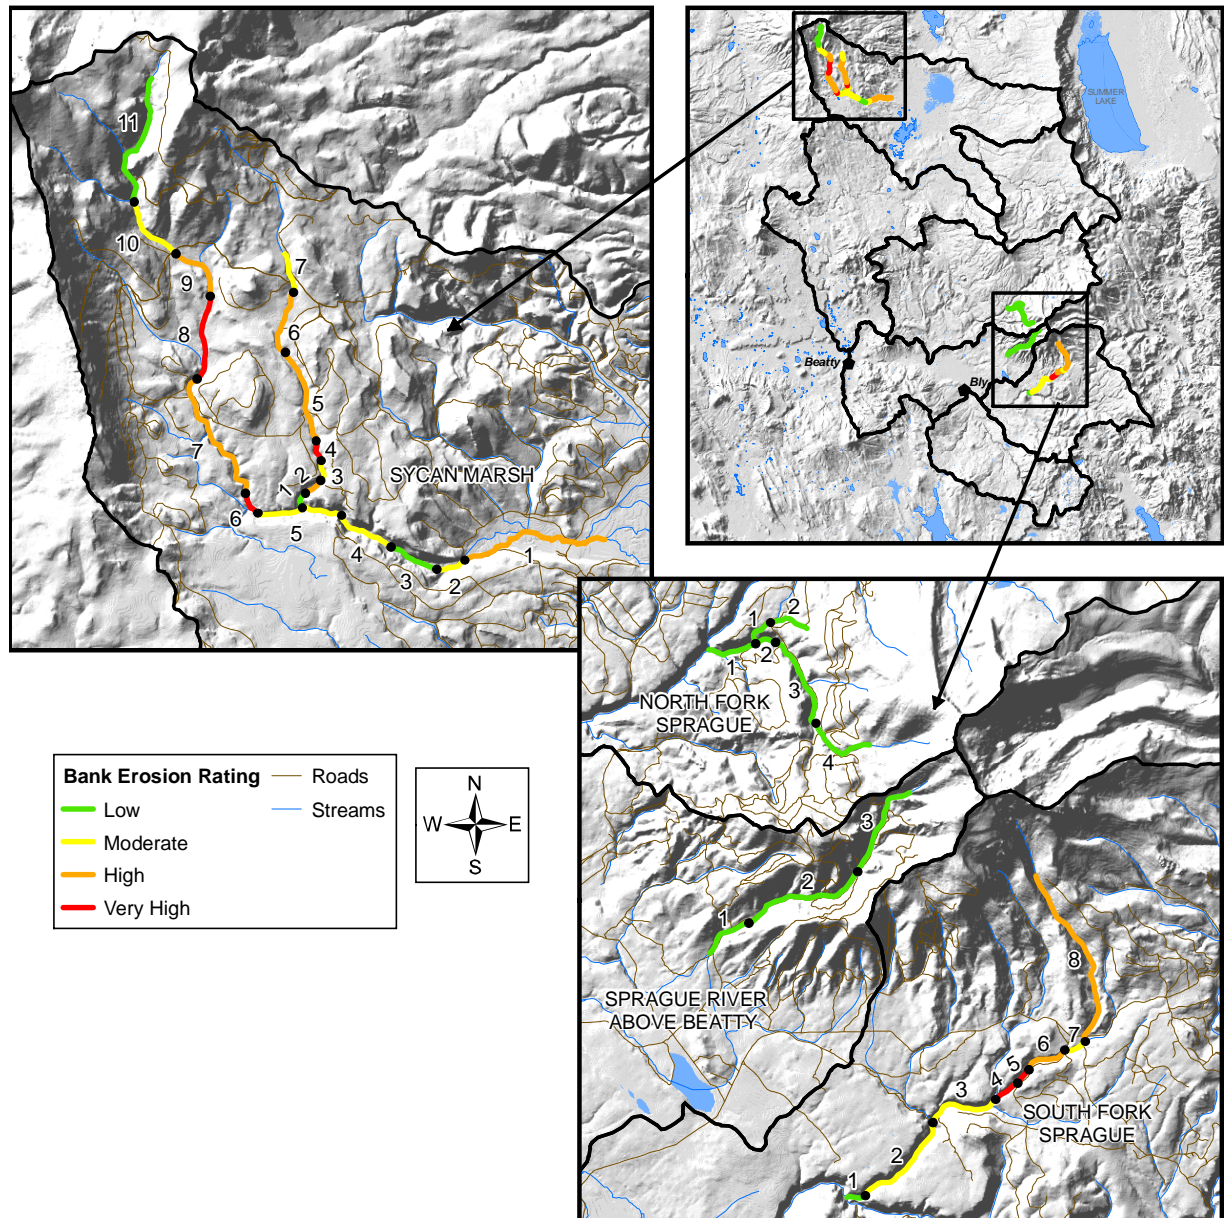 11
10
9
8
7
6
5
4
3
2
1
7
6
5
4
3
2
1
SYCAN MARSH
SUMMER
LAKE
Beatty
Bly
1
2
1
2
3
4
NORTH FORK
SPRAGUE
3
2
1
SPRAGUE RIVER
ABOVE BEATTY
8
7
6
5
4
3
2
1
SOUTH FORK
SPRAGUE
Bank Erosion Rating
Low
Moderate
High
Very High
Roads
Streams
N
W E
S